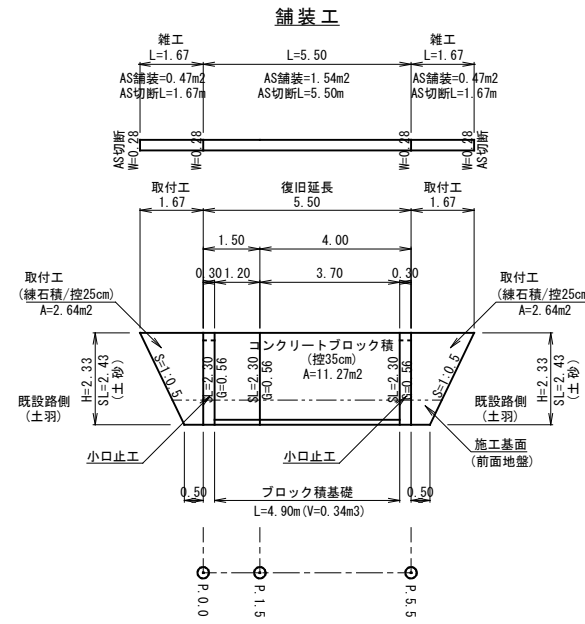 舗装工
雑工
L=1.67
L=5.50
雑工
L=1.67
AS舗装=0.47m2
AS切断L=1.67m
AS舗装=1.54m2
AS切断L=5.50m
AS舗装=0.47m2
AS切断L=1.67m
AS切断
W=0.28
W=0.28
W=0.28
W=0.28
AS切断
取付工
1.67
復旧延長
5.50
取付工
1.67
1.50
4.00
0.30
1.20
3.70
0.30
取付工
(練石積/控25cm)
A=2.64m2
取付工
(練石積/控25cm
A=2.64m2
コンクリートブロック積
(控35cm)
A=11.27m2
H=2.33
SL=2.43
(土砂)
S=1:0.5
SL=2.30
G=0.56
SL=2.30
G=0.56
SL=2.30
G=0.56
S=1:0.5
H=2.33
SL=2.43
(土砂)
既設路側
(土羽)
既設路側
(土羽)
小口止工
小口止工
施工基面
(前面地盤)
0.50
ブロック積基礎
0.50
L=4.90m(V=0.34m3)
P.0.0
P.1.5
P.5.5